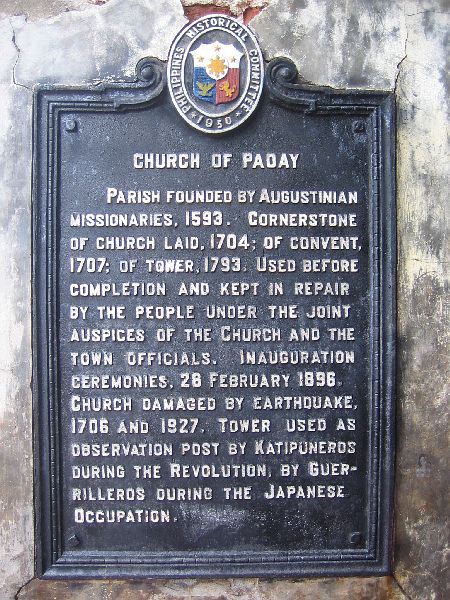 PHILIPPINE HISTORICAL COMMITTEE
1950
CHURCH OF PAOAY
PARISH FOUNDED BY AUGUSTINIAN
MISSIONARIES, 1593. CORNERSTONE
OF CHURCH LAID, 1704; OF CONVENT,
1707; OF TOWER, 1793. USED BEFORE
COMPLETION AND KEPT IN REPAIR
BY THE PEOPLE UNDER THE JOINT
AUSPICES OF THE CHURCH AND THE
TOWN OFFICIALS. INAUGURATION
CEREMONIES, 28 FEBRUARY 1896.
CHURCH DAMAGED BY EARTHQUAKE,
1706 AND 1927. TOWER USED AS
OBSERVATION POST BY KATIPUNEROS
DURING THE REVOLUTION, BY GUER-
RILLEROS DURING THE JAPANESE
OCCUPATION.